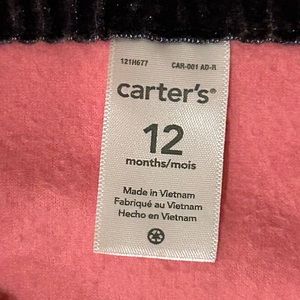 121H677 CAR-001 AD-R
carter's®
12
months/mois
Made in Vietnam
Fabriqué au Vietnam
Hecho en Vietnam